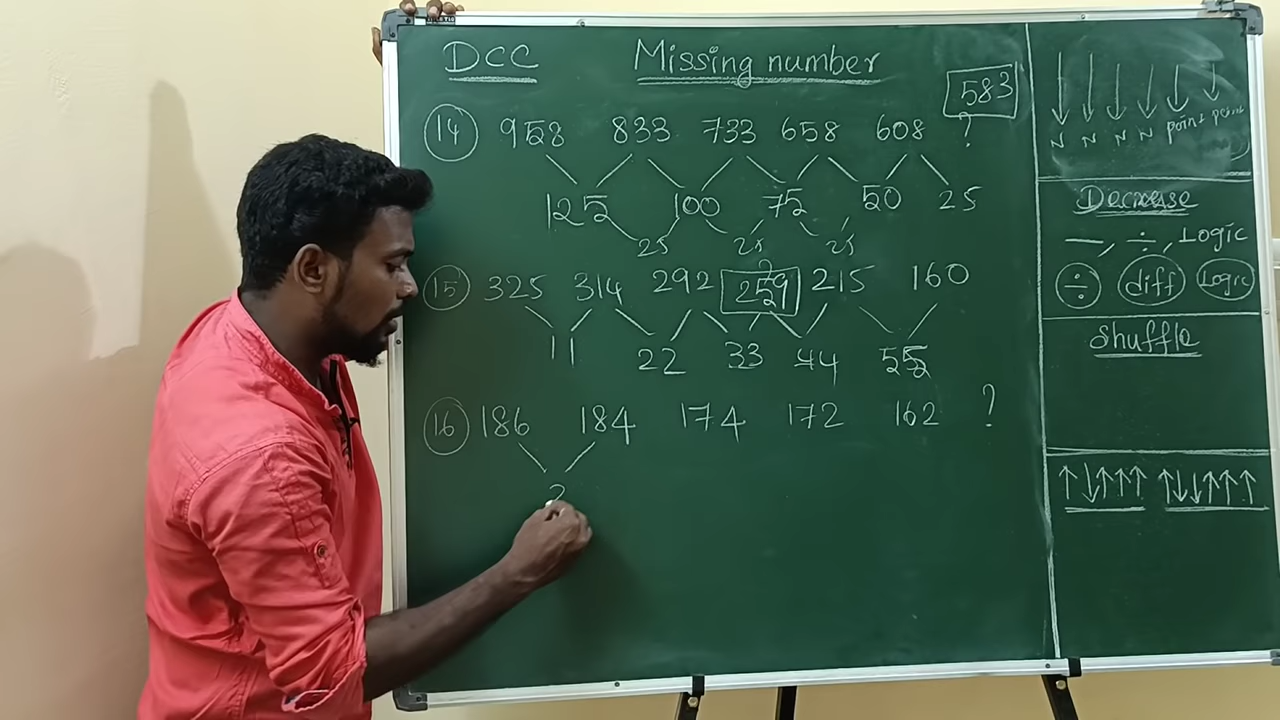 DCC Missing number
583
14 958 833 733 658 608 ?
125 100 75 50 25
25 25 25
15 325 314 292 259 215 160
11 22 33 44 55
16 186 184 174 172 162 ?
2
↓ ↓ ↓ ↓ ↓ ↓
N N N N point point
Decrease
—, ÷, Logic
÷ diff Logic
Shuffle
↑↓↑↑↑ ↑↓↓↑↑↑